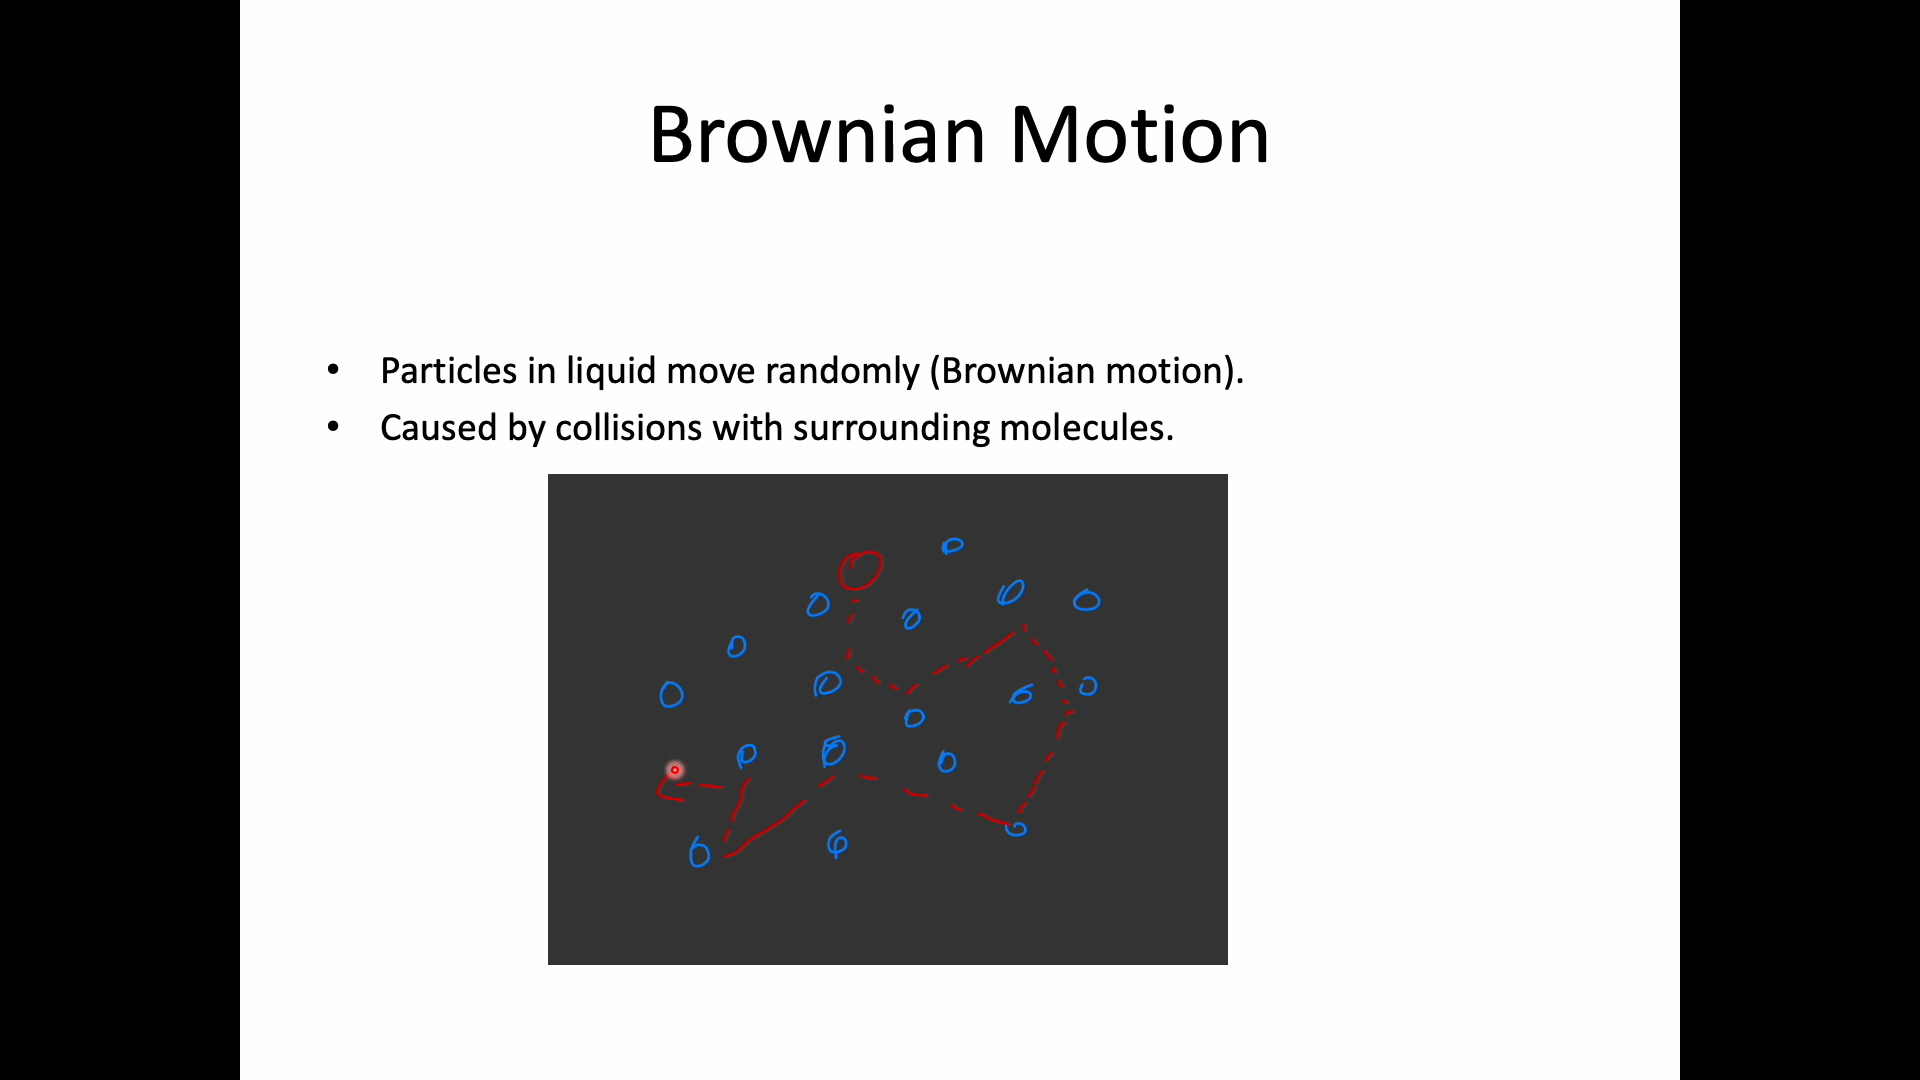 Brownian Motion
• Particles in liquid move randomly (Brownian motion).
• Caused by collisions with surrounding molecules.